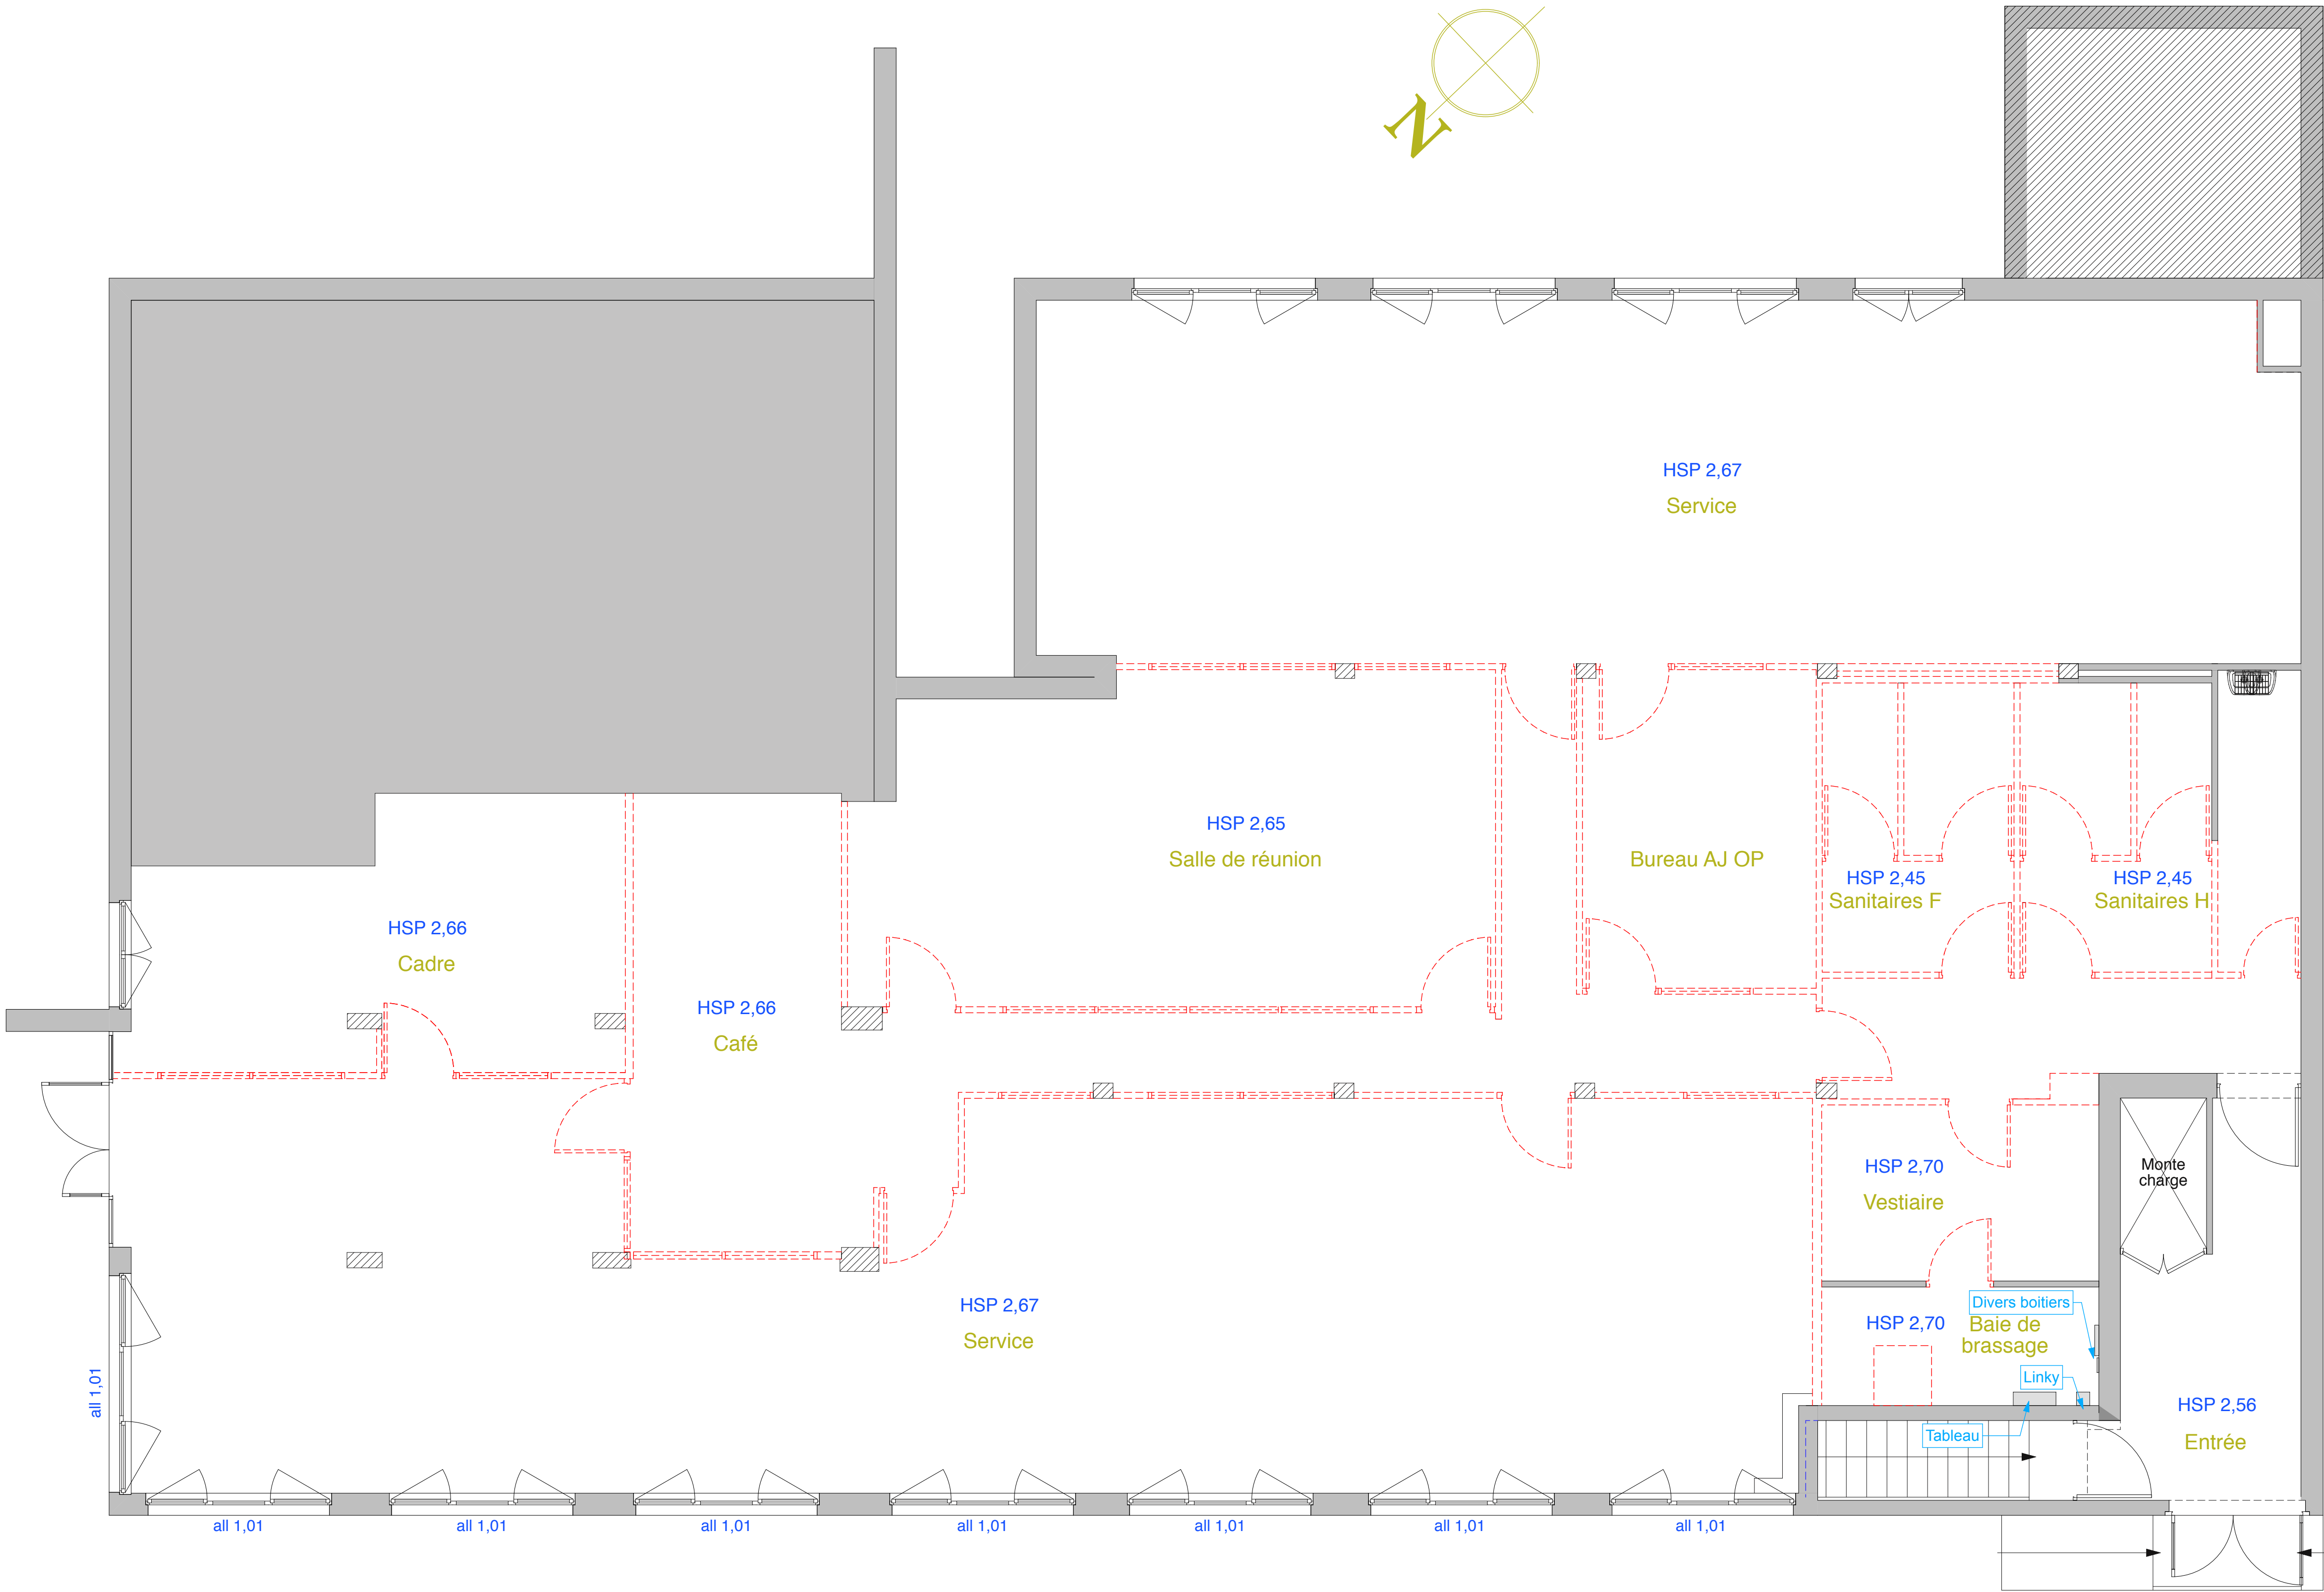 N
HSP 2,67
Service
HSP 2,65
Salle de réunion
Bureau AJ OP
HSP 2,45
Sanitaires F
HSP 2,45
Sanitaires H
HSP 2,66
Cadre
HSP 2,66
Café
HSP 2,70
Vestiaire
Monte
charge
HSP 2,67
Service
Divers boitiers
HSP 2,70
Baie de
brassage
Linky
Tableau
HSP 2,56
Entrée
all 1,01
all 1,01
all 1,01
all 1,01
all 1,01
all 1,01
all 1,01
all 1,01